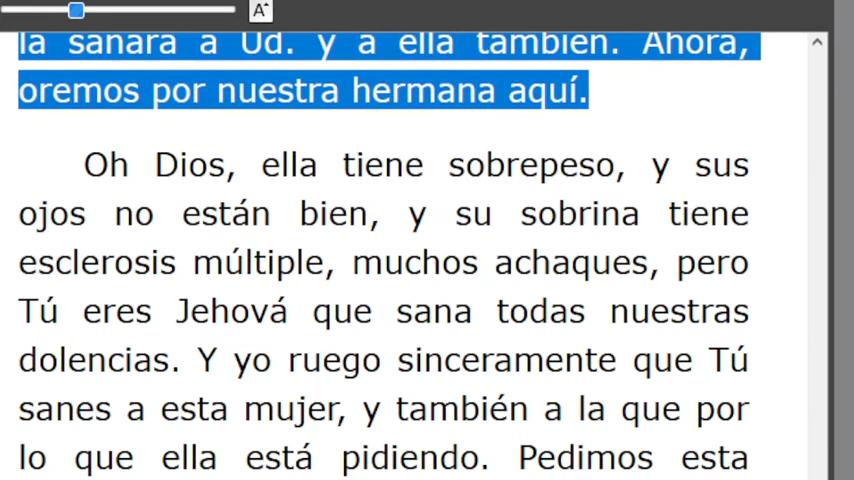 A
la sanará a Ud. y a ella también. Ahora,
oremos por nuestra hermana aquí.
Oh Dios, ella tiene sobrepeso, y sus
ojos no están bien, y su sobrina tiene
esclerosis múltiple, muchos achaques, pero
Tú eres Jehová que sana todas nuestras
dolencias. Y yo ruego sinceramente que Tú
sanes a esta mujer, y también a la que por
lo que ella está pidiendo. Pedimos esta